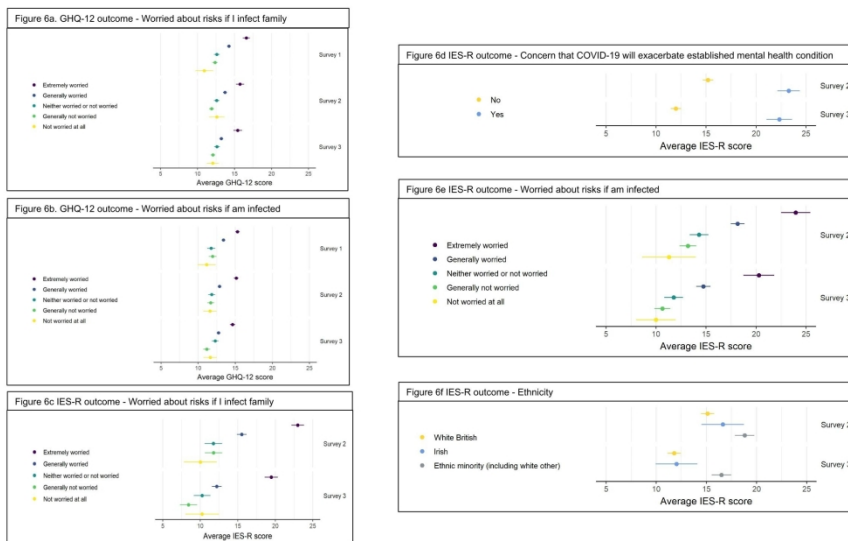 Figure 6a. GHQ-12 outcome - Worried about risks if I infect family
Survey 1
Extremely worried
Generally worried
Survey 2
Neither worried or not worried
Generally not worried
Not worried at all
Survey 3
5 10 15 20 25
Average GHQ-12 score
Figure 6b. GHQ-12 outcome - Worried about risks if am infected
Survey 1
Extremely worried
Generally worried
Survey 2
Neither worried or not worried
Generally not worried
Not worried at all
Survey 3
5 10 15 20 25
Average GHQ-12 score
Figure 6c IES-R outcome - Worried about risks if I infect family
Survey 2
Extremely worried
Generally worried
Neither worried or not worried
Survey 3
Generally not worried
Not worried at all
5 10 15 20 25
Average IES-R score
Figure 6d IES-R outcome - Concern that COVID-19 will exacerbate established mental health condition
Survey 2
No
Yes
Survey 3
5 10 15 20 25
Average IES-R score
Figure 6e IES-R outcome - Worried about risks if am infected
Survey 2
Extremely worried
Generally worried
Neither worried or not worried
Generally not worried
Survey 3
Not worried at all
5 10 15 20 25
Average IES-R score
Figure 6f IES-R outcome - Ethnicity
Survey 2
White British
Irish
Survey 3
Ethnic minority (including white other)
5 10 15 20 25
Average IES-R score